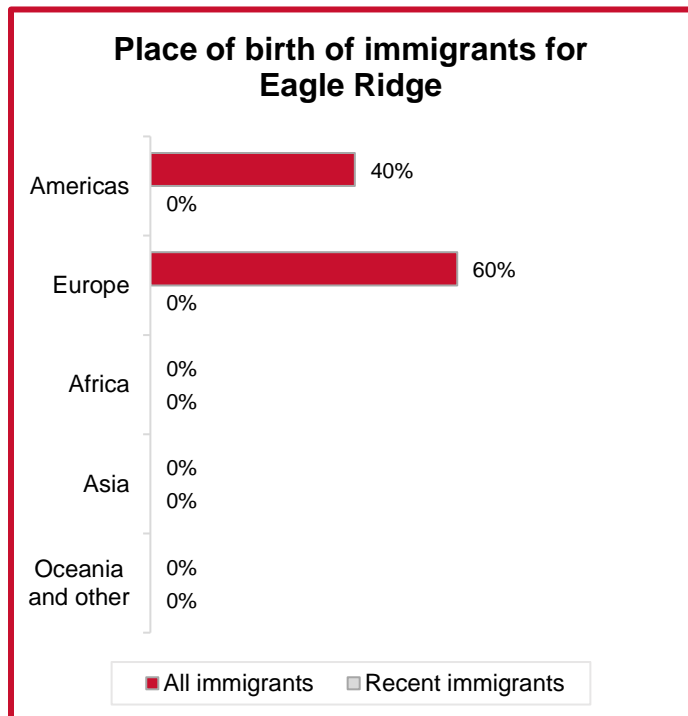 Place of birth of immigrants for
Eagle Ridge
Americas
40%
0%
Europe
60%
0%
Africa
0%
0%
Asia
0%
0%
Oceania
and other
0%
0%
All immigrants
Recent immigrants